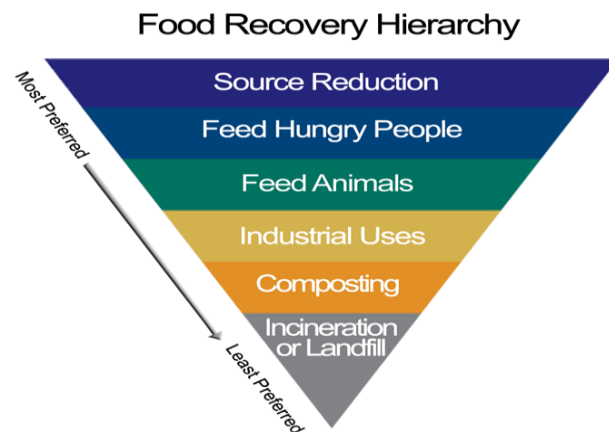 Food Recovery Hierarchy
Most Preferred
Source Reduction
Feed Hungry People
Feed Animals
Industrial Uses
Composting
Incineration
or Landfill
Least Preferred